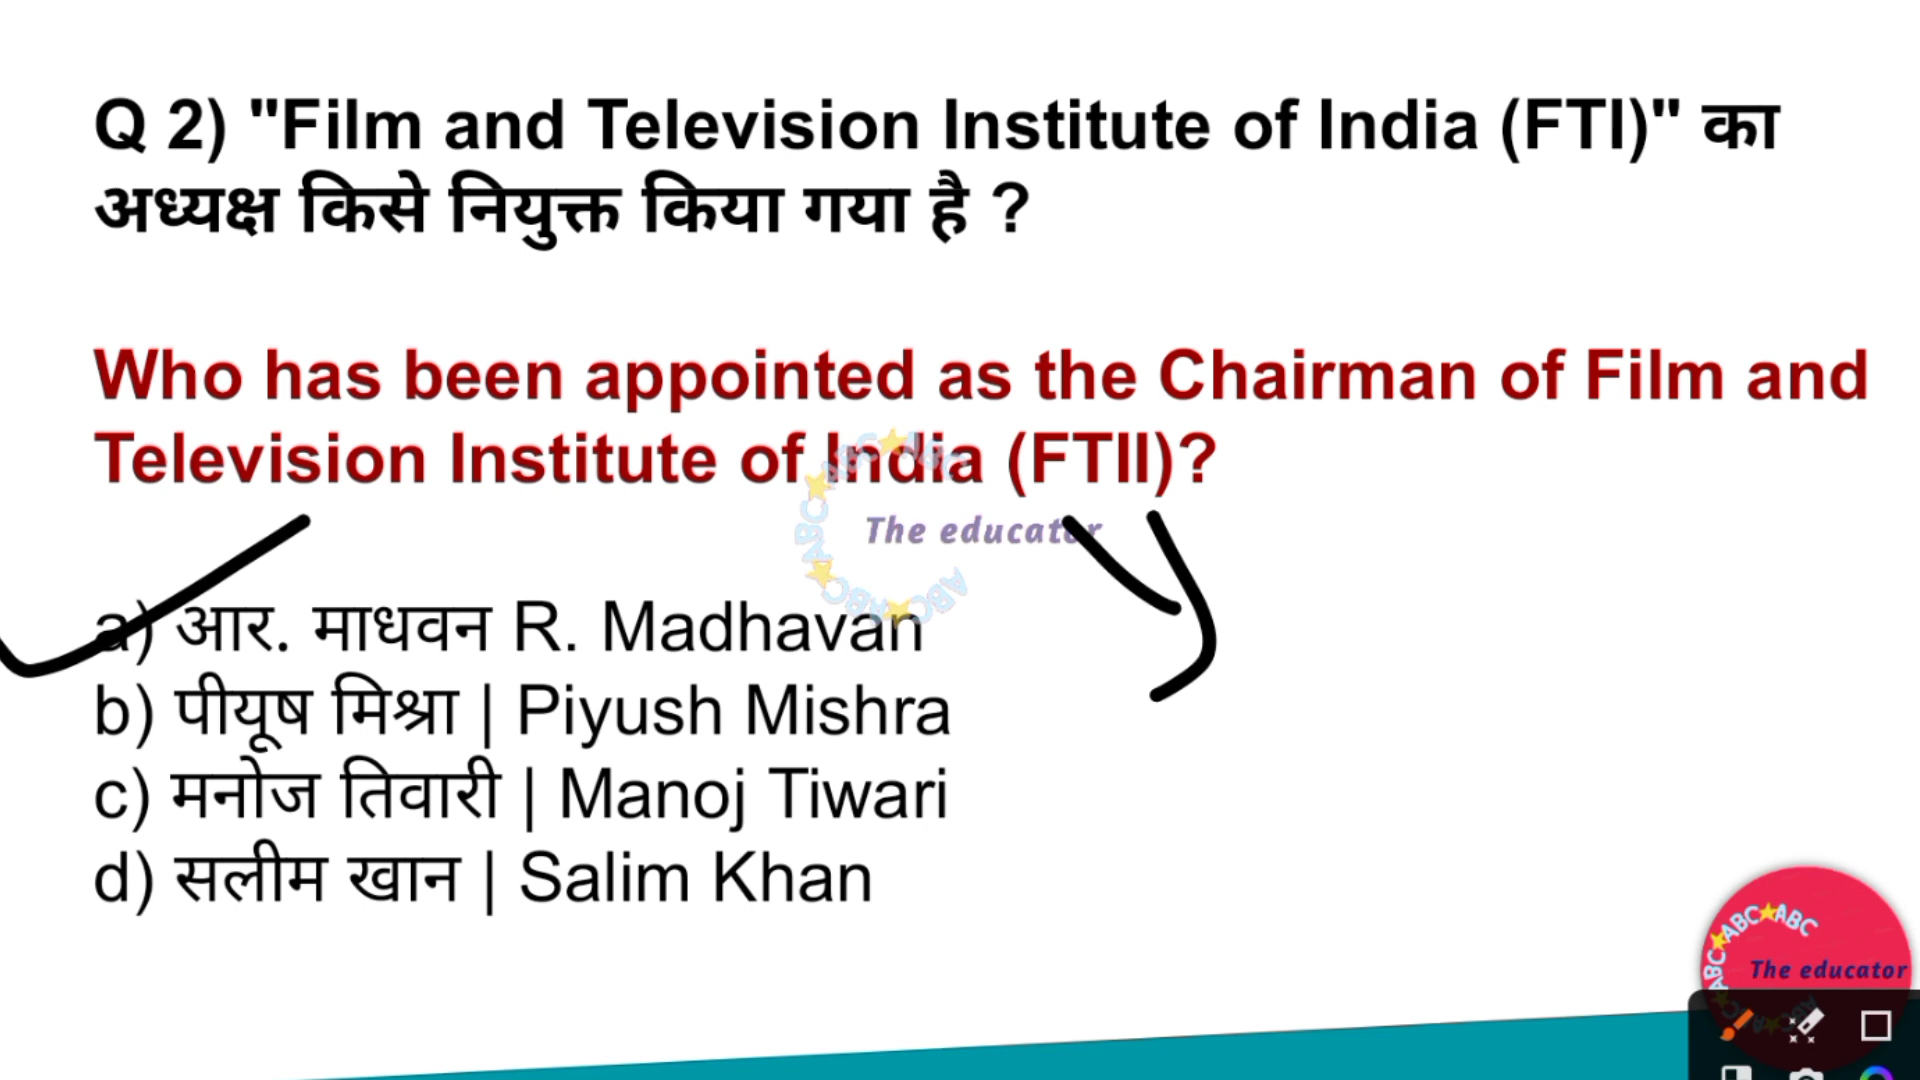 Q 2) "Film and Television Institute of India (FTI)" का
अध्यक्ष किसे नियुक्त किया गया है ?
Who has been appointed as the Chairman of Film and
Television Institute of India (FTII)?
The educator
a) आर. माधवन R. Madhavan
b) पीयूष मिश्रा | Piyush Mishra
c) मनोज तिवारी | Manoj Tiwari
d) सलीम खान | Salim Khan
ABC★ABC
The educator